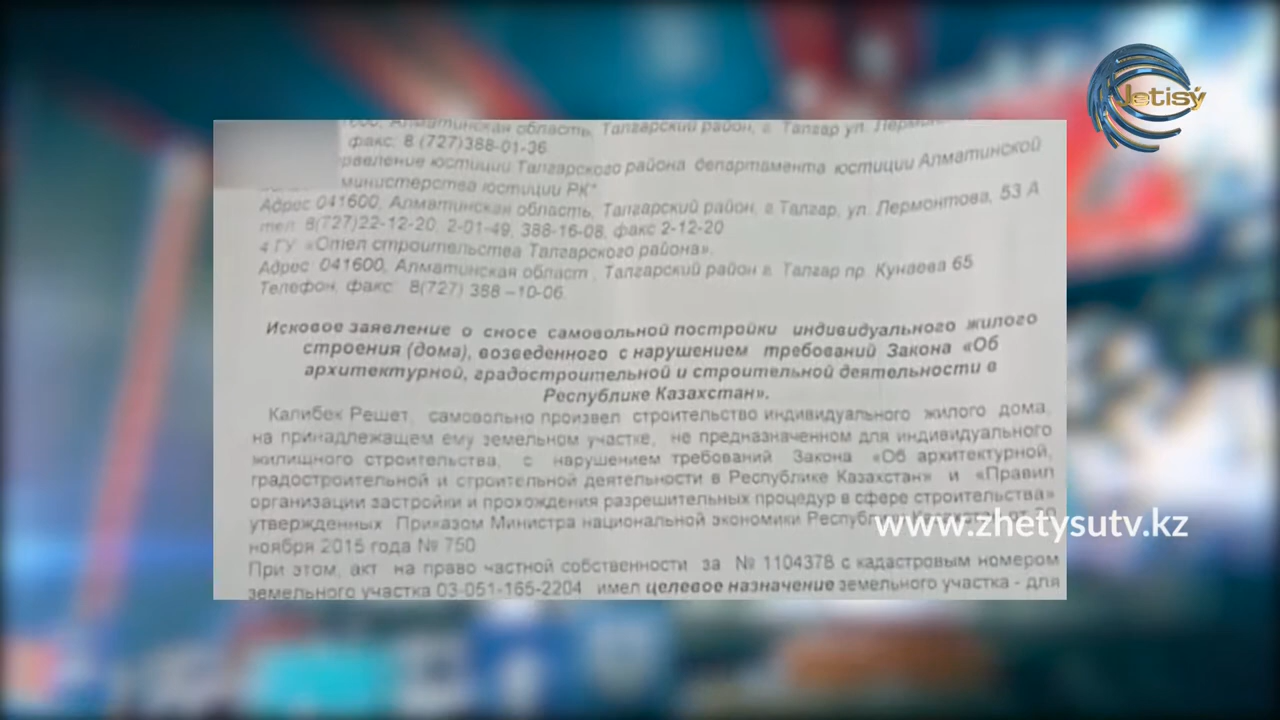 Jetisý
Алматинская область, Талгарский район, г. Талгар ул.
факс: 8 (727)388-01-36
юстиции Талгарского района департамента юстиции Алматинской
министерства юстиции РК"
Адрес 041600, Алматинская область, Талгарский район, г.Талгар, ул. Лермонтова, 53 А
тел. 8(727)22-12-20, 2-01-49, 388-16-08, факс 2-12-20
4 ГУ «Отел строительства Талгарского района».
Адрес: 041600, Алматинская област , Талгарский район г. Талгар пр. Кунаева 65
Телефон, факс: 8(727) 388 –10-06.
Исковое заявление о сносе самовольной постройки индивидуального жилого
строения (дома), возведенного с нарушением требований Закона «Об
архитектурной, градостроительной и строительной деятельности в
Республике Казахстан».
Калибек Решет, самовольно произвел строительство индивидуального жилого дома,
на принадлежащем ему земельном участке, не предназначенном для индивидуального
жилищного строительства, с нарушением требований Закона «Об архитектурной,
градостроительной и строительной деятельности в Республике Казахстан» и «Правил
организации застройки и прохождения разрешительных процедур в сфере строительства»
утвержденных Приказом Министра национальной экономики
www.zhetysutv.kz
ноября 2015 года № 750
При этом, акт на право частной собственности за № 1104378 с кадастровым номером
земельного участка 03-051-165-2204 имел целевое назначение земельного участка - для